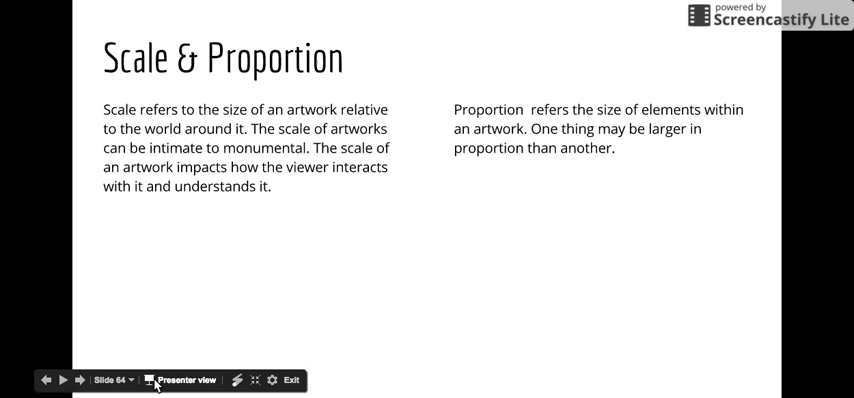 powered by
Screencastify Lite
Scale & Proportion
Scale refers to the size of an artwork relative
to the world around it. The scale of artworks
can be intimate to monumental. The scale of
an artwork impacts how the viewer interacts
with it and understands it.
Proportion  refers the size of elements within
an artwork. One thing may be larger in
proportion than another.
Slide 64
Presenter view
Exit